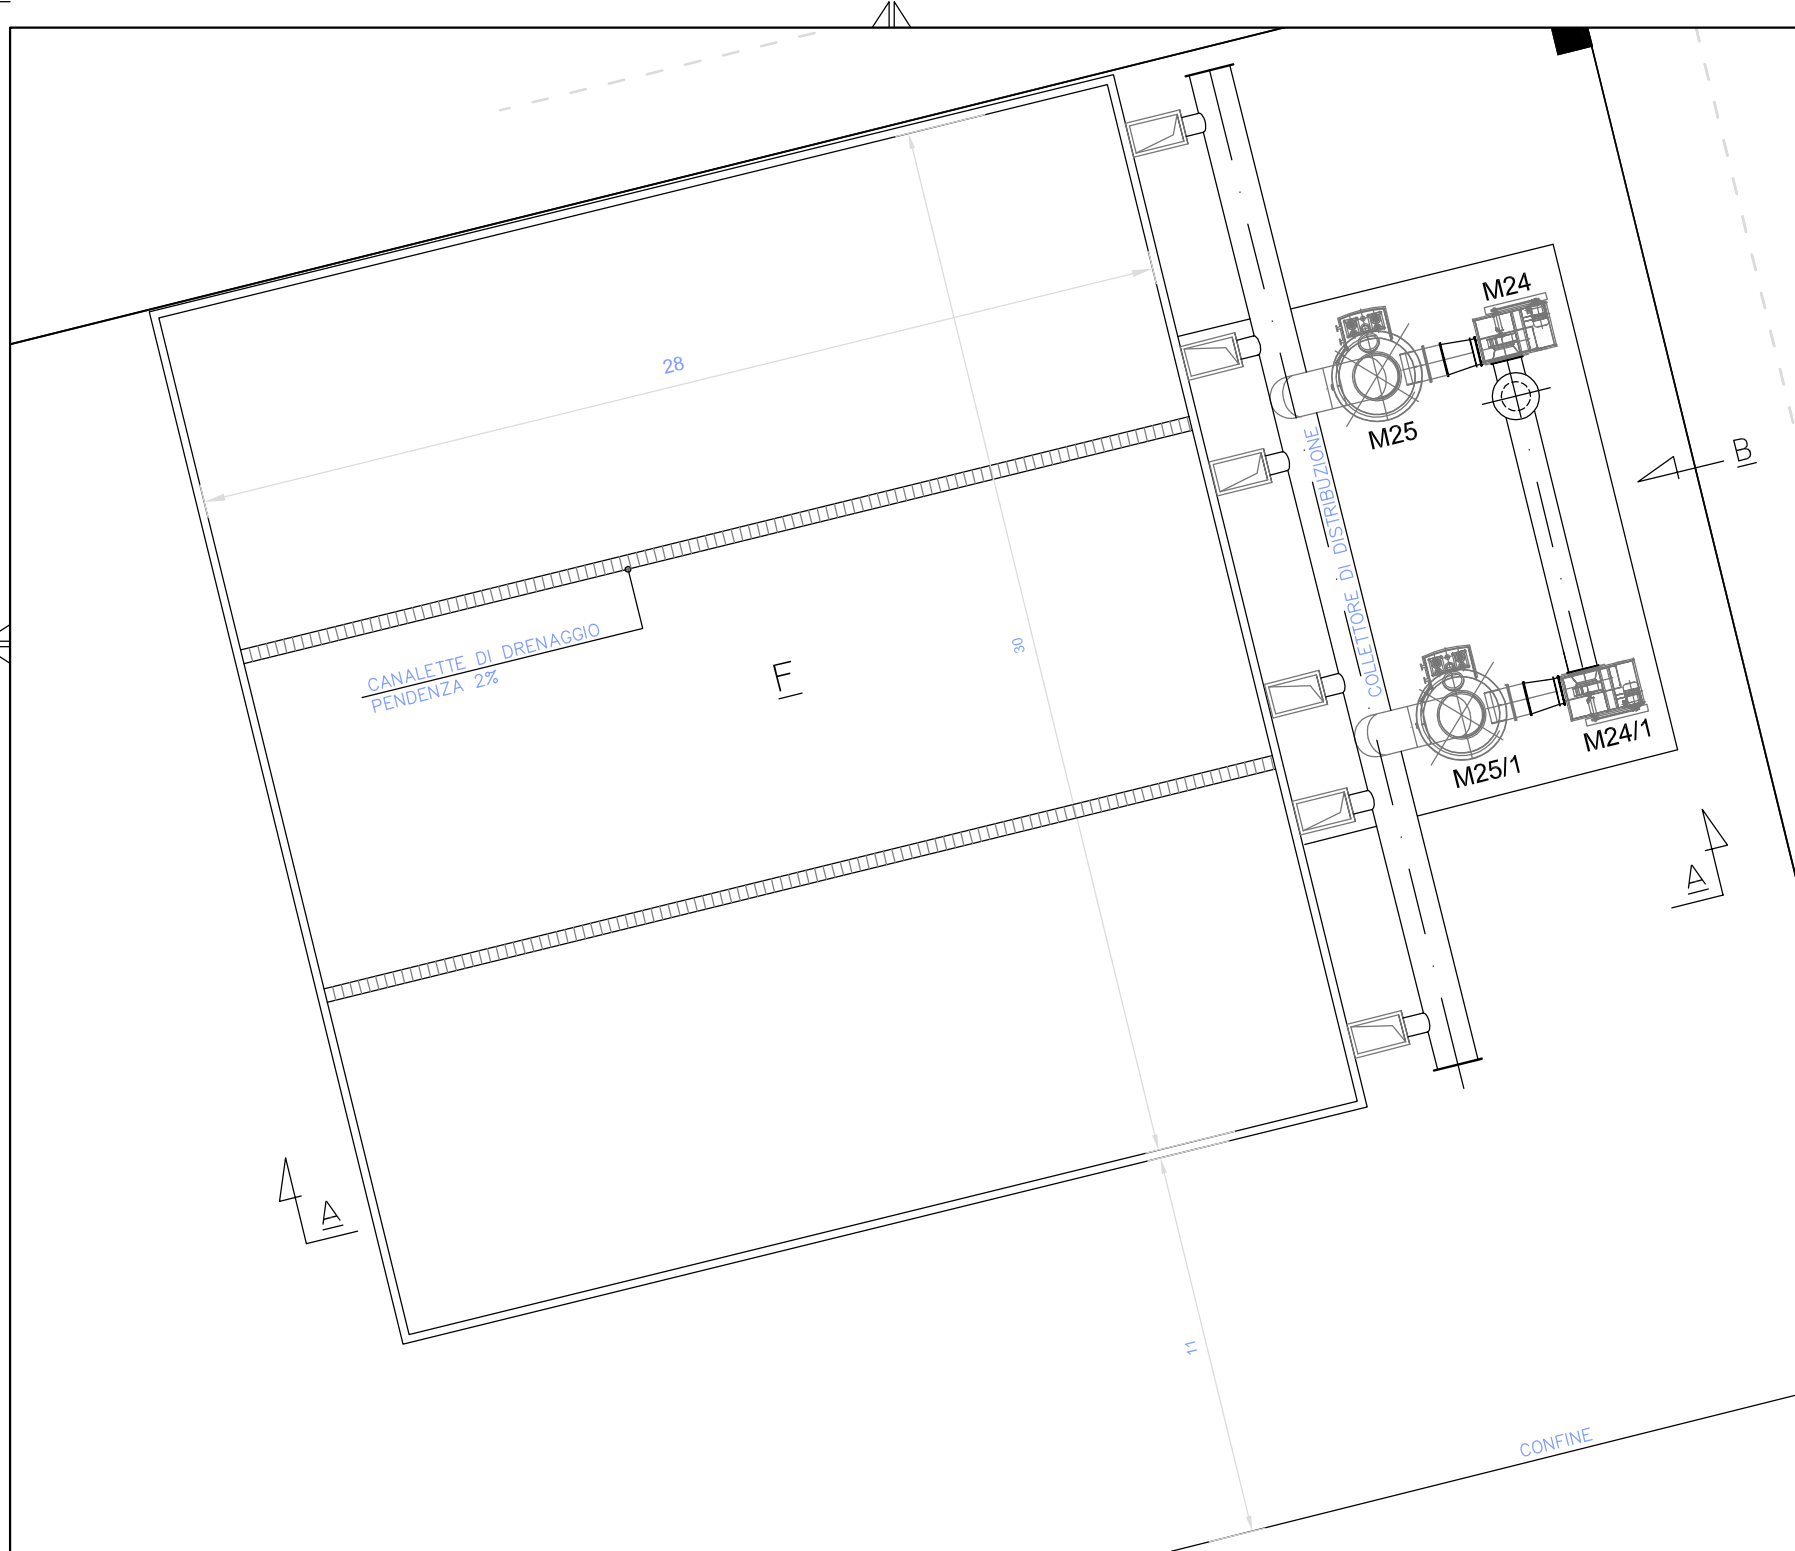 M24
28
M25
B
COLLETTORE DI DISTRIBUZIONE
CANALETTE DI DRENAGGIO
PENDENZA 2%
F
30
M24/1
M25/1
A
A
11
CONFINE